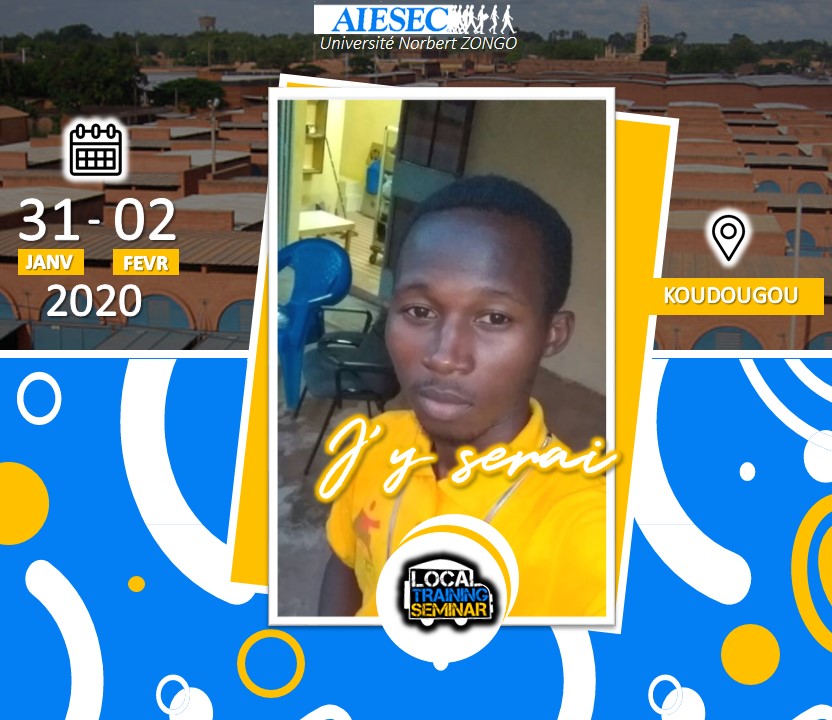 AIESEC
Université Norbert ZONGO
31 - 02
JANV FEVR
2020
KOUDOUGOU
J'y serai
LOCAL
TRAINING
SEMINAR